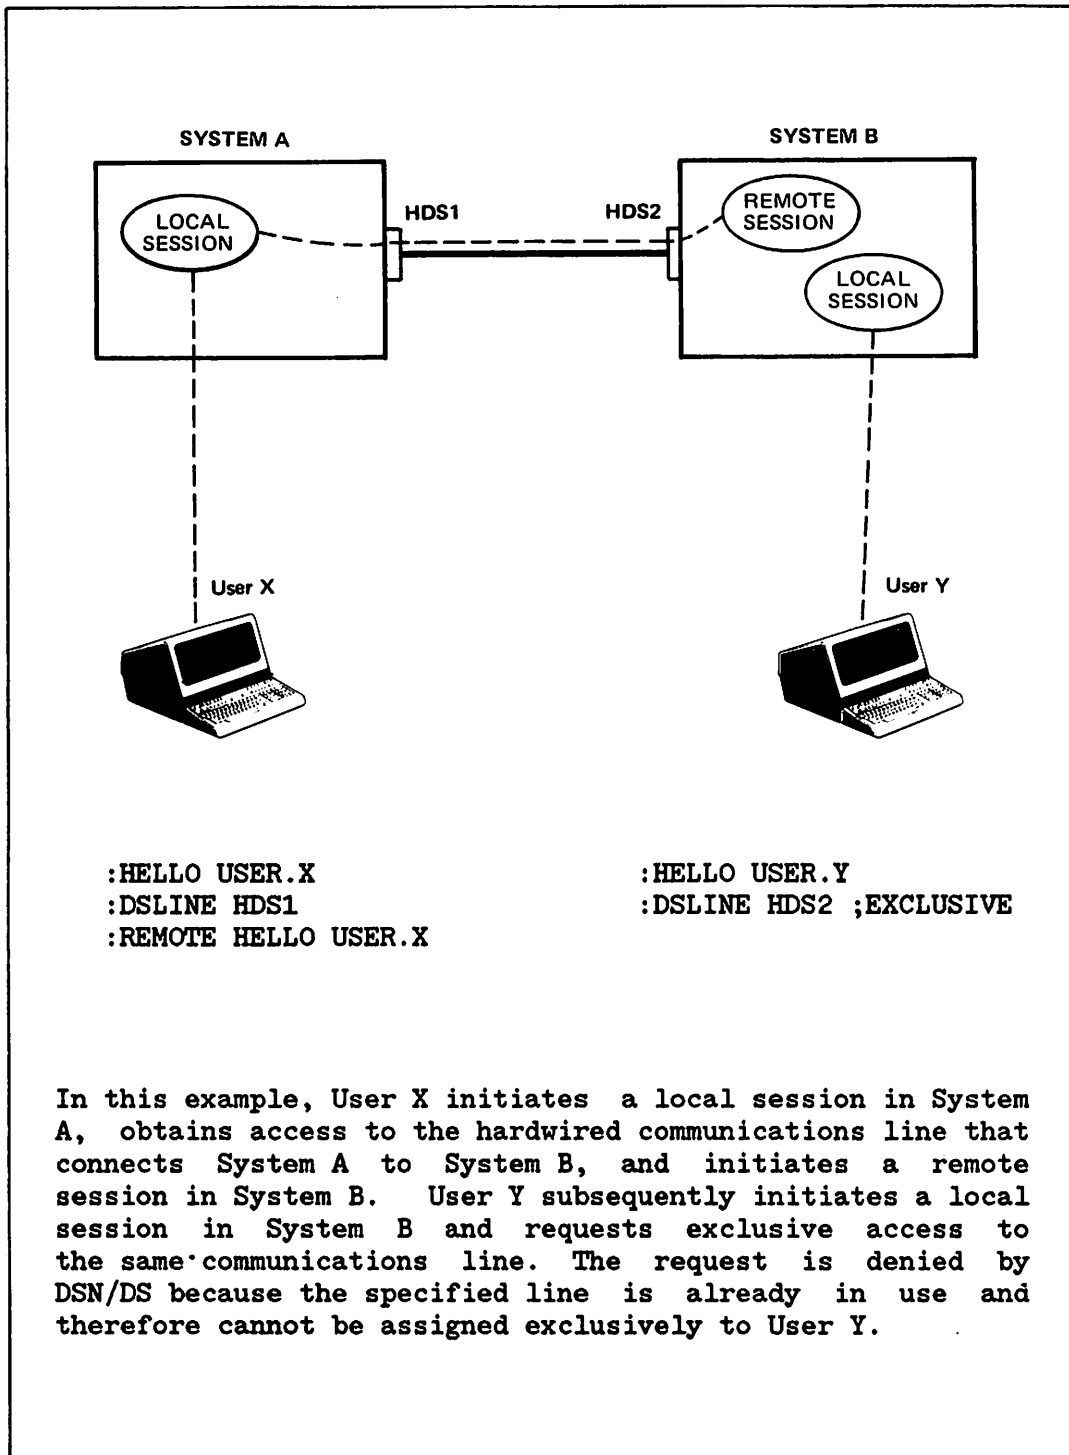 SYSTEM A
SYSTEM B
LOCAL
SESSION
HDS1
HDS2
REMOTE
SESSION
LOCAL
SESSION
User X
User Y
:HELLO USER.X
:DSLINE HDS1
:REMOTE HELLO USER.X
:HELLO USER.Y
:DSLINE HDS2 ;EXCLUSIVE
In this example, User X initiates a local session in System
A, obtains access to the hardwired communications line that
connects System A to System B, and initiates a remote
session in System B. User Y subsequently initiates a local
session in System B and requests exclusive access to
the same communications line. The request is denied by
DSN/DS because the specified line is already in use and
therefore cannot be assigned exclusively to User Y.